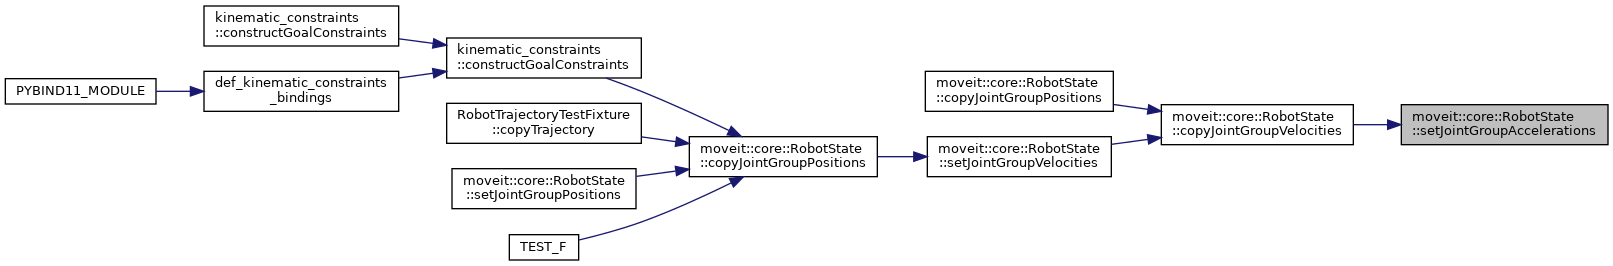 kinematic_constraints
::constructGoalConstraints
PYBIND11_MODULE
def_kinematic_constraints
_bindings
kinematic_constraints
::constructGoalConstraints
RobotTrajectoryTestFixture
::copyTrajectory
moveit::core::RobotState
::setJointGroupPositions
TEST_F
moveit::core::RobotState
::copyJointGroupPositions
moveit::core::RobotState
::copyJointGroupPositions
moveit::core::RobotState
::setJointGroupVelocities
moveit::core::RobotState
::copyJointGroupVelocities
moveit::core::RobotState
::setJointGroupAccelerations